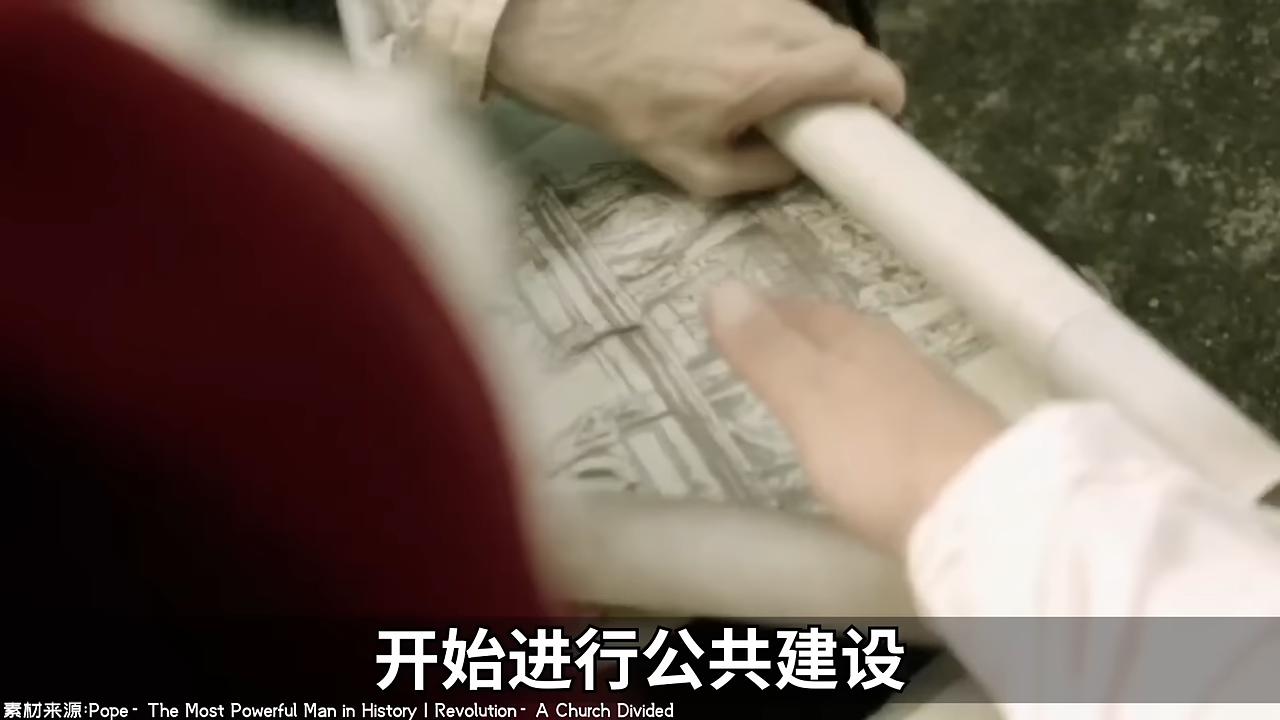 开始进行公共建设
素材来源:Pope- The Most Powerful Man in History | Revolution- A Church Divided